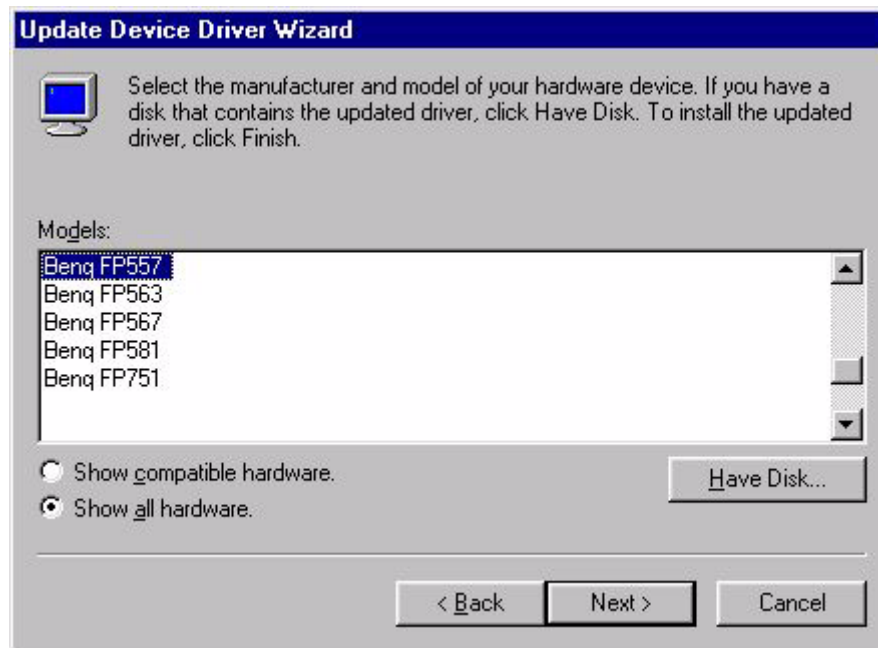 Update Device Driver Wizard
Select the manufacturer and model of your hardware device. If you have a
disk that contains the updated driver, click Have Disk. To install the updated
driver, click Finish.
Models:
Benq FP557
Benq FP563
Benq FP567
Benq FP581
Benq FP751
Show compatible hardware.
Show all hardware.
Have Disk...
< Back
Next >
Cancel